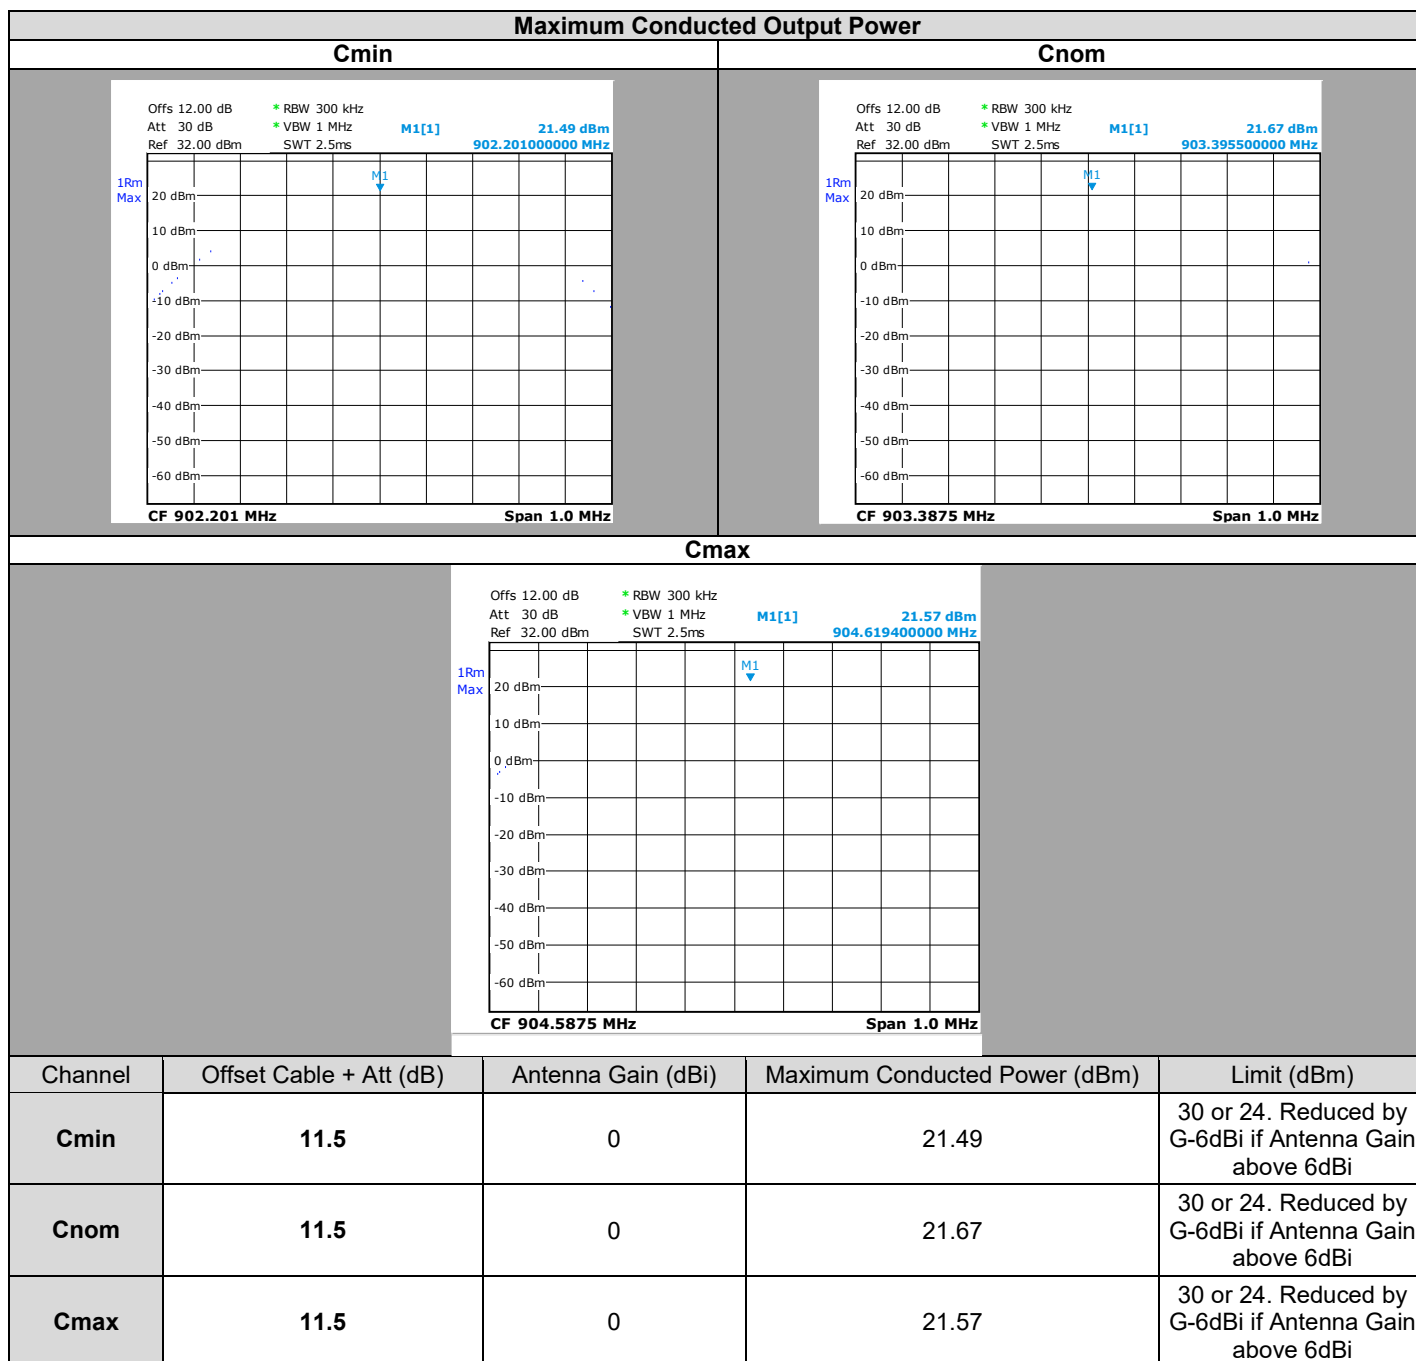 Maximum Conducted Output Power
Cmin
Cnom
Offs 12.00 dB * RBW 300 kHz
Att 30 dB * VBW 1 MHz M1[1] 21.49 dBm
Ref 32.00 dBm SWT 2.5ms 902.201000000 MHz
1Rm
Max
M1
20 dBm
10 dBm
0 dBm
-10 dBm
-20 dBm
-30 dBm
-40 dBm
-50 dBm
-60 dBm
CF 902.201 MHz Span 1.0 MHz
Offs 12.00 dB * RBW 300 kHz
Att 30 dB * VBW 1 MHz M1[1] 21.67 dBm
Ref 32.00 dBm SWT 2.5ms 903.395500000 MHz
1Rm
Max
M1
20 dBm
10 dBm
0 dBm
-10 dBm
-20 dBm
-30 dBm
-40 dBm
-50 dBm
-60 dBm
CF 903.3875 MHz Span 1.0 MHz
Cmax
Offs 12.00 dB * RBW 300 kHz
Att 30 dB * VBW 1 MHz M1[1] 21.57 dBm
Ref 32.00 dBm SWT 2.5ms 904.619400000 MHz
1Rm
Max
M1
20 dBm
10 dBm
0 dBm
-10 dBm
-20 dBm
-30 dBm
-40 dBm
-50 dBm
-60 dBm
CF 904.5875 MHz Span 1.0 MHz
Channel Offset Cable + Att (dB) Antenna Gain (dBi) Maximum Conducted Power (dBm) Limit (dBm)
Cmin 11.5 0 21.49 30 or 24. Reduced by
G-6dBi if Antenna Gain
above 6dBi
Cnom 11.5 0 21.67 30 or 24. Reduced by
G-6dBi if Antenna Gain
above 6dBi
Cmax 11.5 0 21.57 30 or 24. Reduced by
G-6dBi if Antenna Gain
above 6dBi